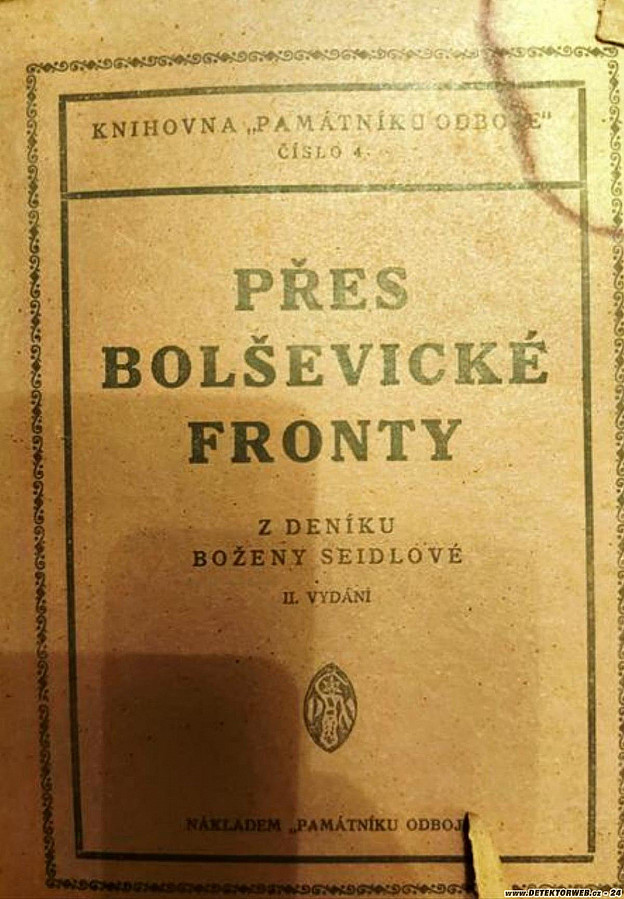 KNIHOVNA „PAMÁTNÍKU ODBOJE"
ČÍSLO 4.
PŘES
BOLŠEVICKÉ
FRONTY
Z DENÍKU
BOŽENY SEIDLOVÉ
II. VYDÁNÍ
NÁKLADEM „PAMÁTNÍKU ODBOJ
www.DETEKTORWEB.cz - 24